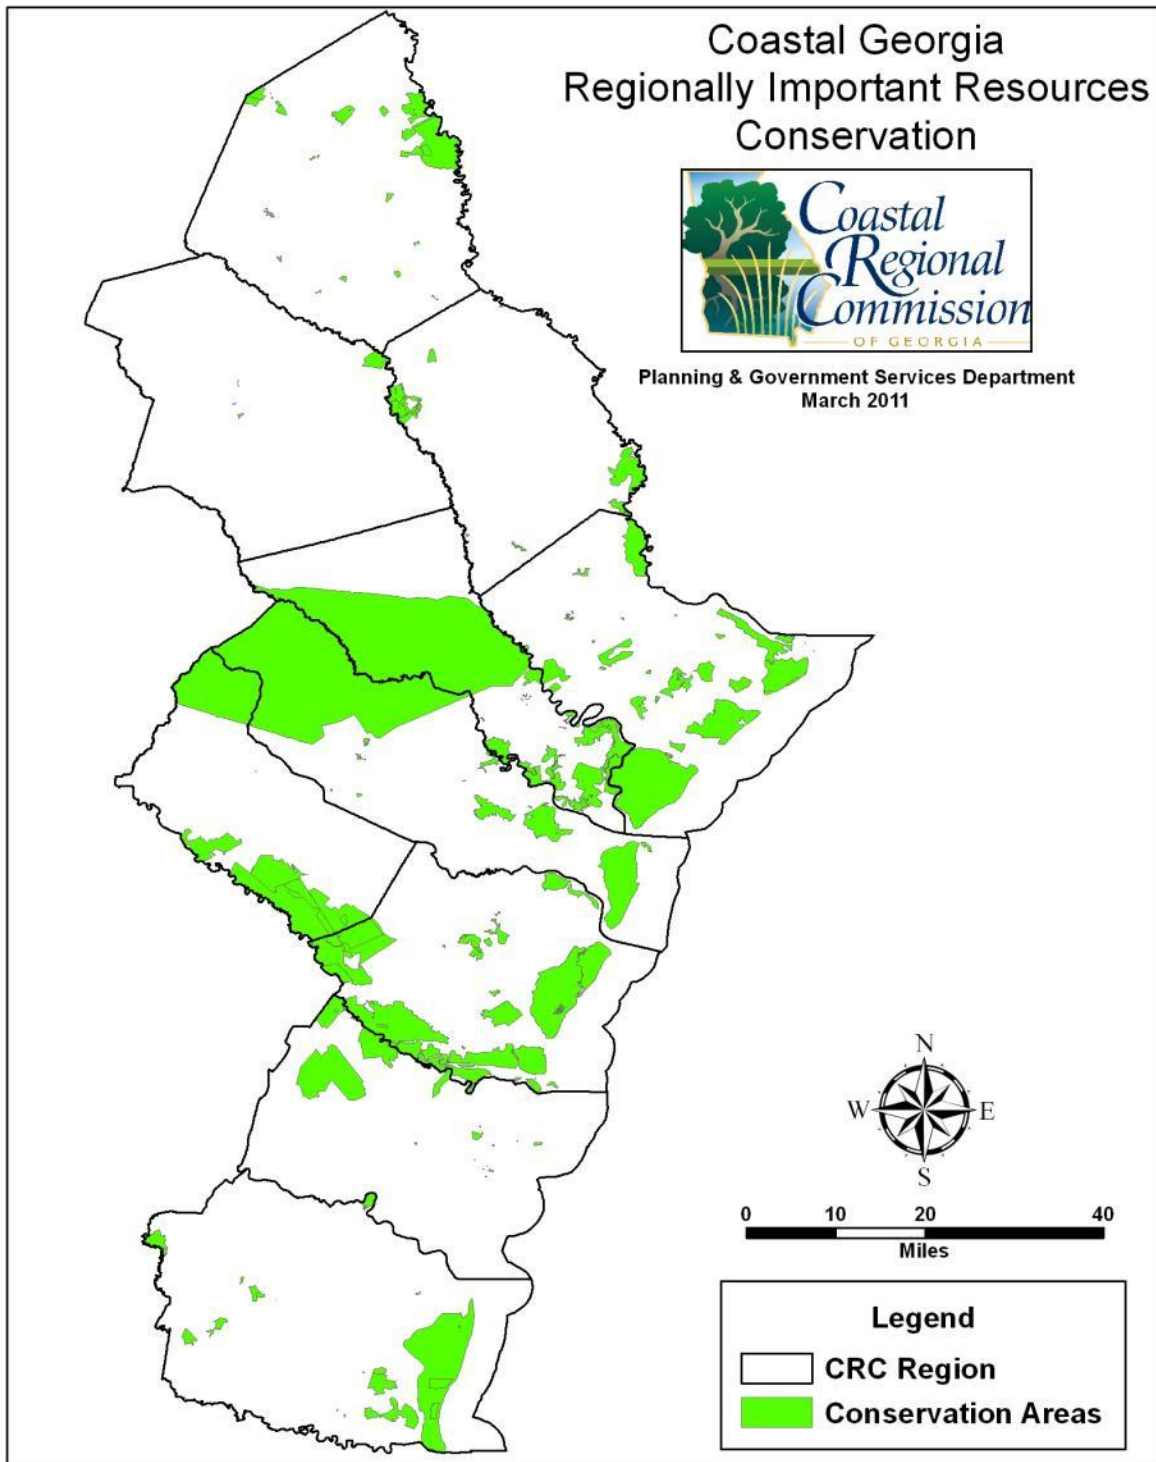 Coastal Georgia
Regionally Important Resources
Conservation
Coastal
Regional
Commission
OF GEORGIA
Planning & Government Services Department
March 2011
N
W E
S
0 10 20 40
Miles
Legend
CRC Region
Conservation Areas